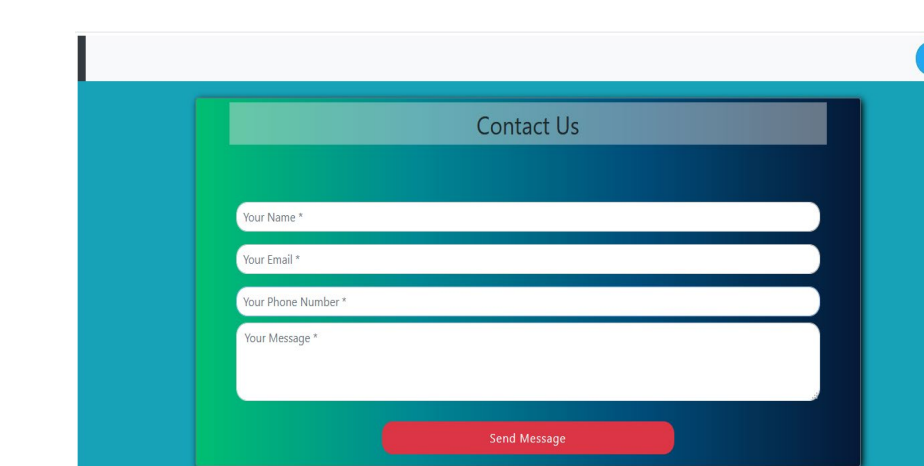 Contact Us
Your Name *
Your Email *
Your Phone Number *
Your Message *
Send Message